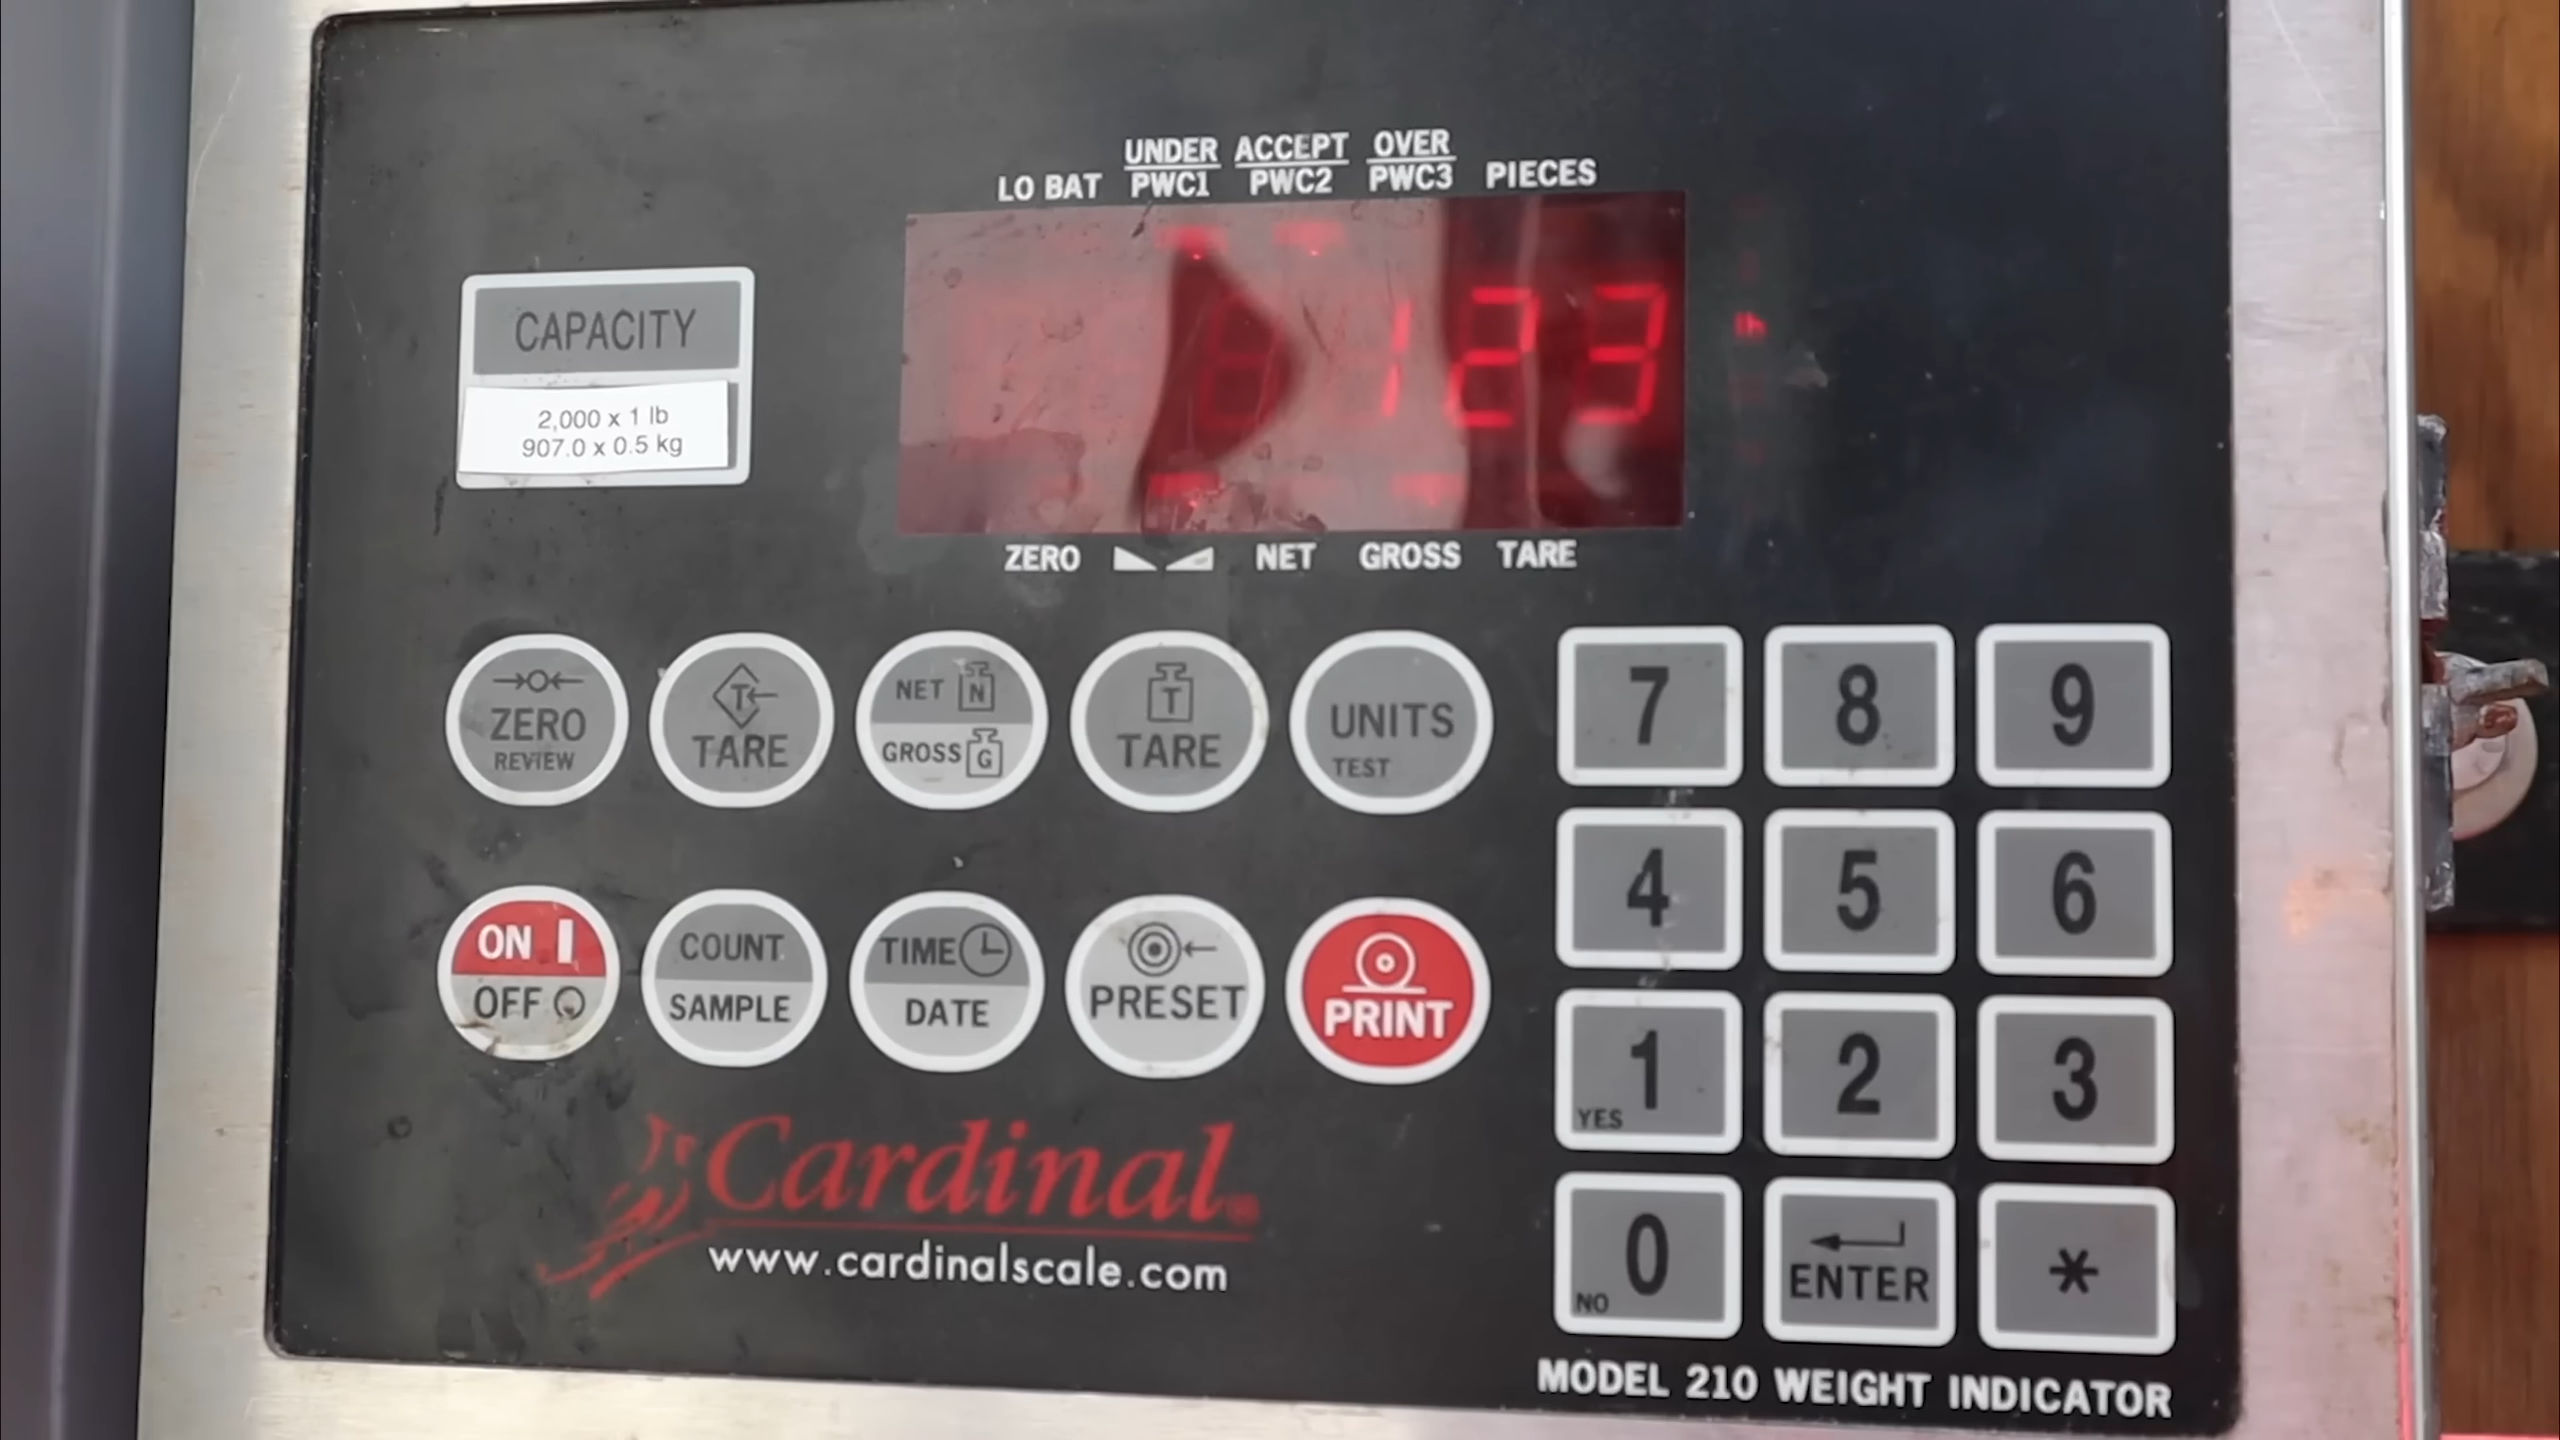 UNDER ACCEPT OVER
LO BAT PWC1 PWC2 PWC3 PIECES
CAPACITY
2,000 x 1 lb
907.0 x 0.5 kg
123 lb
ZERO NET GROSS TARE
ZERO
REVIEW
T
TARE
NET N
GROSS G
T
TARE
UNITS
TEST
7 8 9
ON I
OFF
COUNT
SAMPLE
TIME
DATE
PRESET
PRINT
4 5 6
1 YES 2 3
0 NO ENTER *
Cardinal®
www.cardinalscale.com
MODEL 210 WEIGHT INDICATOR